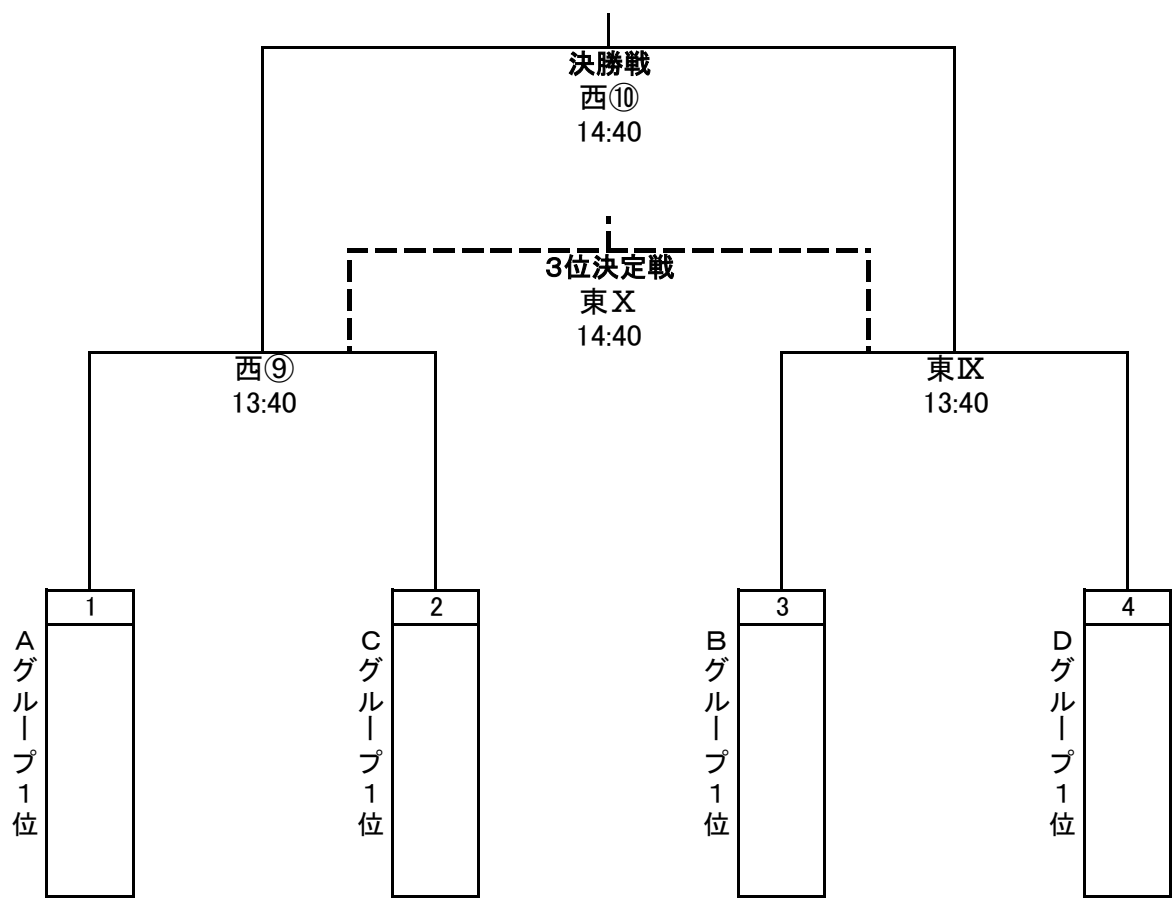 決勝戦
西⑩
14:40
3位決定戦
東Ⅹ
14:40
西⑨
13:40
東Ⅸ
13:40
1
2
3
4
Aグループ1位
Cグループ1位
Bグループ1位
Dグループ1位